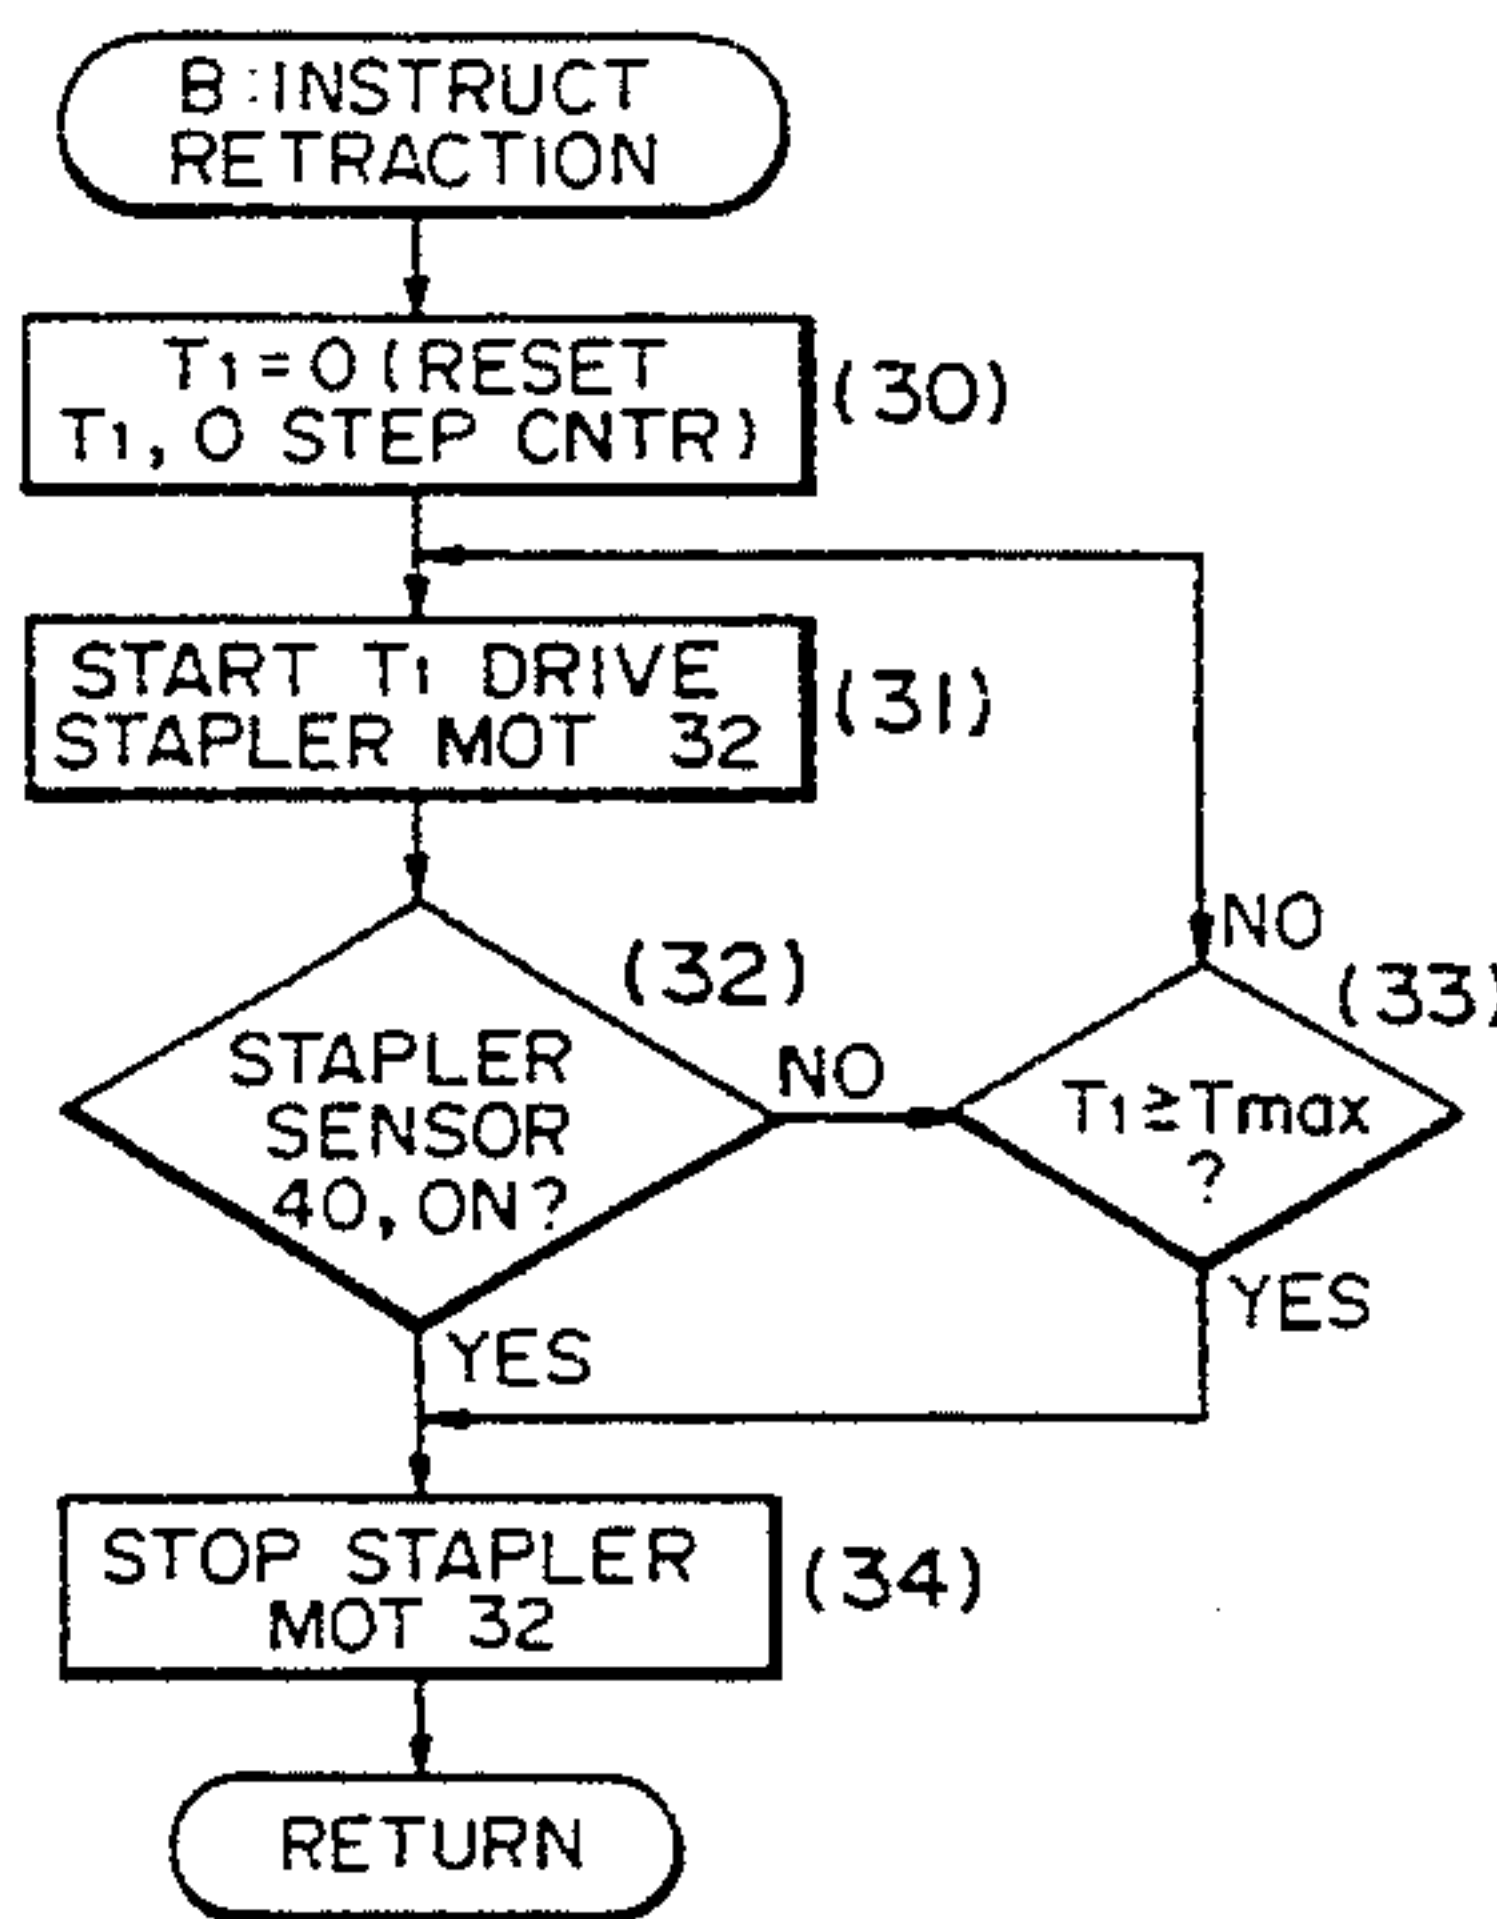 B:INSTRUCT
RETRACTION
T1=0(RESET
T1,0 STEP CNTR)
(30)
START T1 DRIVE
STAPLER MOT 32
(31)
STAPLER
SENSOR
40,ON?
(32)
NO
NO
(33)
T1≧Tmax
?
YES
YES
STOP STAPLER
MOT 32
(34)
RETURN